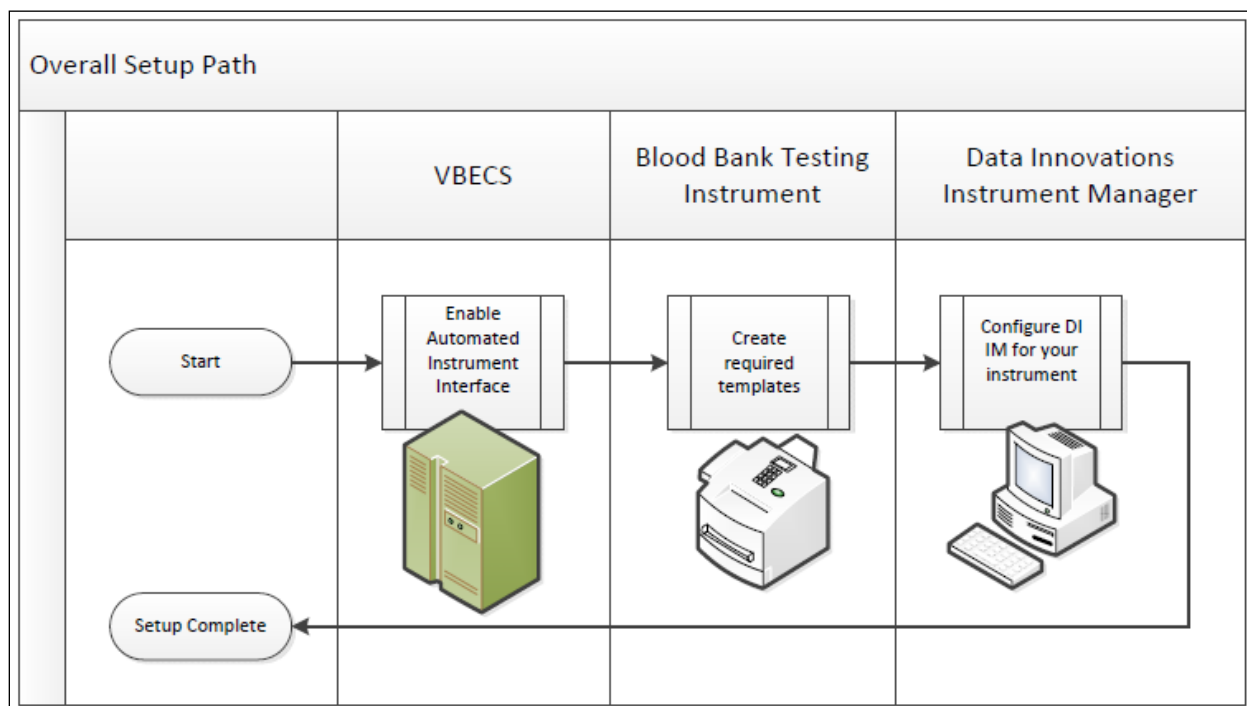 Overall Setup Path
VBECS
Blood Bank Testing
Instrument
Data Innovations
Instrument Manager
Start
Enable
Automated
Instrument
Interface
Create
required
templates
Configure DI
IM for your
instrument
Setup Complete